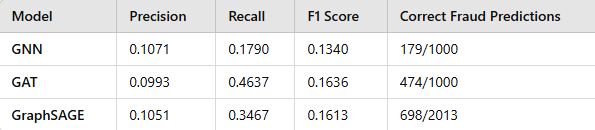 Model Precision Recall F1 Score Correct Fraud Predictions
GNN 0.1071 0.1790 0.1340 179/1000
GAT 0.0993 0.4637 0.1636 474/1000
GraphSAGE 0.1051 0.3467 0.1613 698/2013